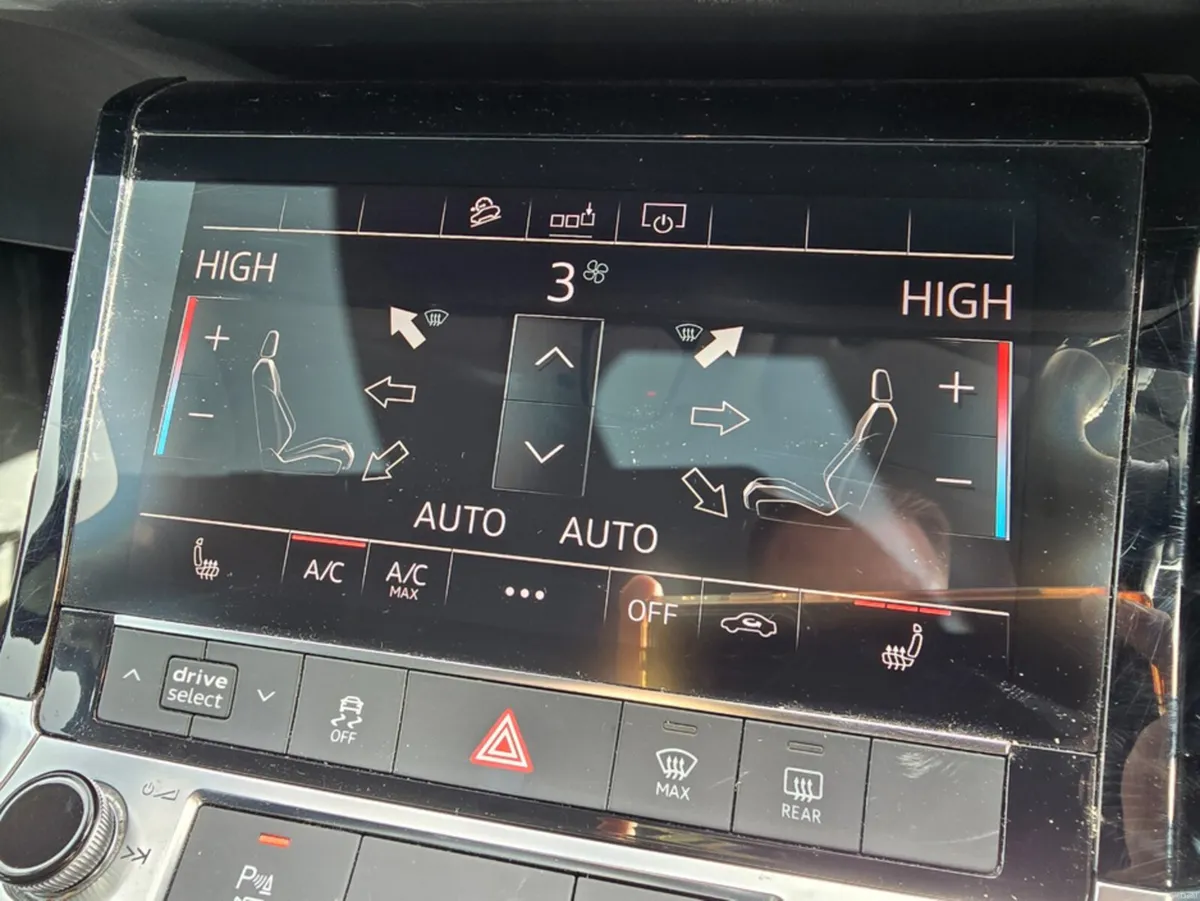 HIGH
3
HIGH
AUTO
AUTO
A/C
A/C
MAX
OFF
drive
select
OFF
MAX
REAR
P